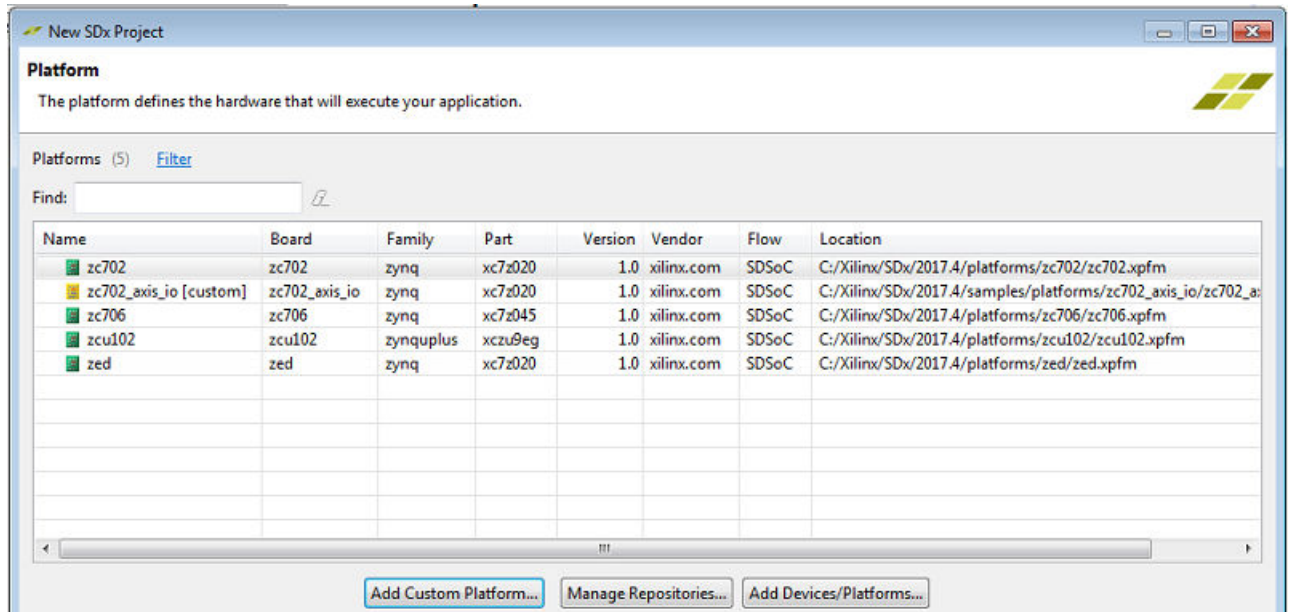 New SDx Project
Platform
The platform defines the hardware that will execute your application.
Platforms (5) Filter
Find:
Name Board Family Part Version Vendor Flow Location
zc702 zc702 zynq xc7z020 1.0 xilinx.com SDSoC C:/Xilinx/SDx/2017.4/platforms/zc702/zc702.xpfm
zc702_axis_io [custom] zc702_axis_io zynq xc7z020 1.0 xilinx.com SDSoC C:/Xilinx/SDx/2017.4/samples/platforms/zc702_axis_io/zc702_a
zc706 zc706 zynq xc7z045 1.0 xilinx.com SDSoC C:/Xilinx/SDx/2017.4/platforms/zc706/zc706.xpfm
zcu102 zcu102 zynquplus xczu9eg 1.0 xilinx.com SDSoC C:/Xilinx/SDx/2017.4/platforms/zcu102/zcu102.xpfm
zed zed zynq xc7z020 1.0 xilinx.com SDSoC C:/Xilinx/SDx/2017.4/platforms/zed/zed.xpfm
Add Custom Platform... Manage Repositories... Add Devices/Platforms...